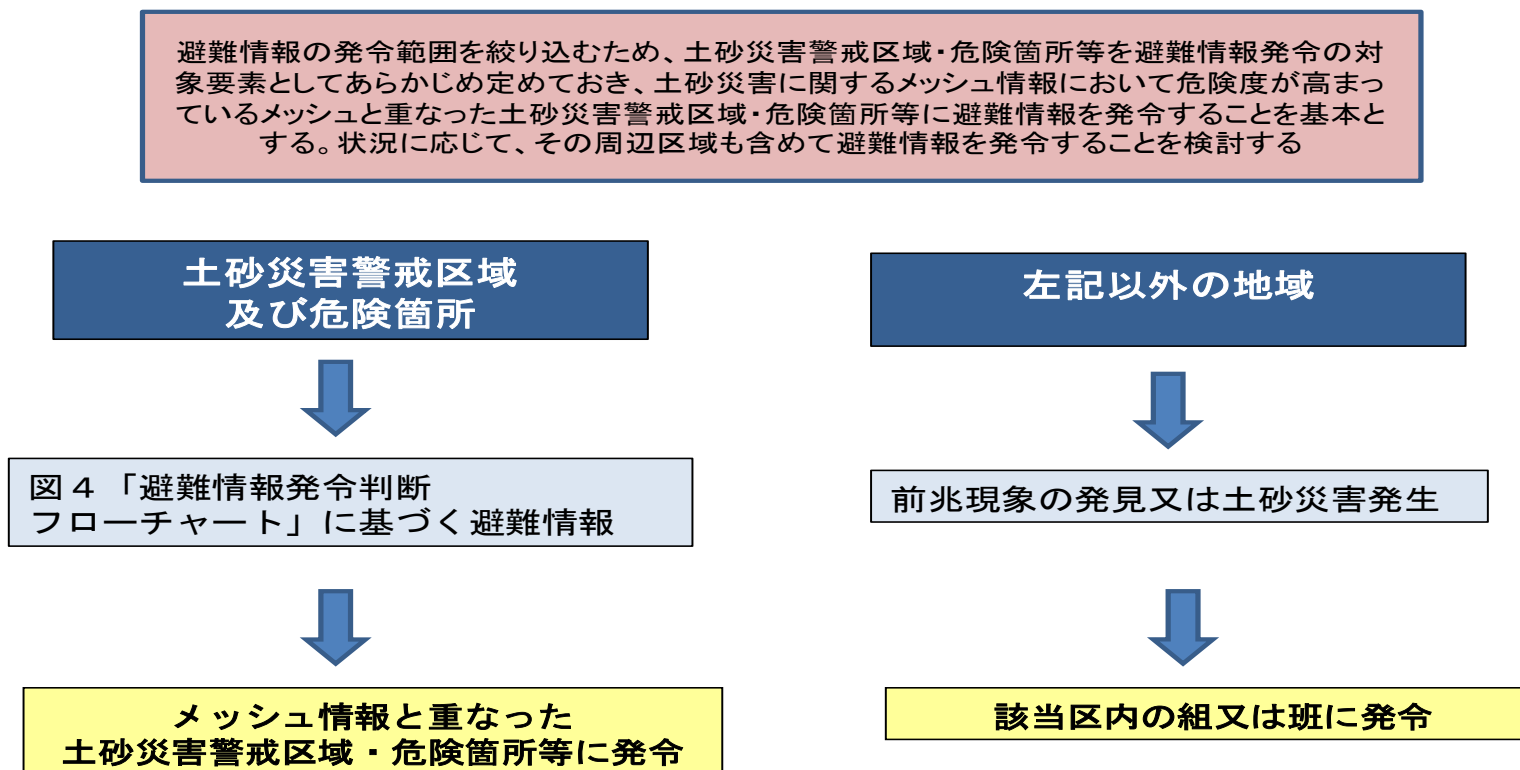 避難情報の発令範囲を絞り込むため、土砂災害警戒区域・危険箇所等を避難情報発令の対
象要素としてあらかじめ定めておき、土砂災害に関するメッシュ情報において危険度が高まっ
ているメッシュと重なった土砂災害警戒区域・危険箇所等に避難情報を発令することを基本と
する。状況に応じて、その周辺区域も含めて避難情報を発令することを検討する
土砂災害警戒区域
及び危険箇所
図４「避難情報発令判断
フローチャート」に基づく避難情報
メッシュ情報と重なった
土砂災害警戒区域・危険箇所等に発令
左記以外の地域
前兆現象の発見又は土砂災害発生
該当区内の組又は班に発令